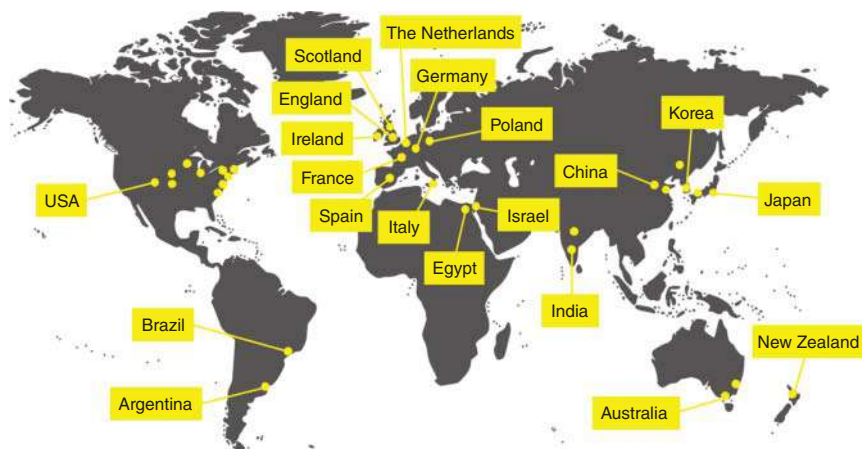 The Netherlands
Scotland
Germany
England
Ireland
Poland
Korea
France
China
USA
Spain
Italy
Israel
Japan
Egypt
India
Brazil
New Zealand
Argentina
Australia